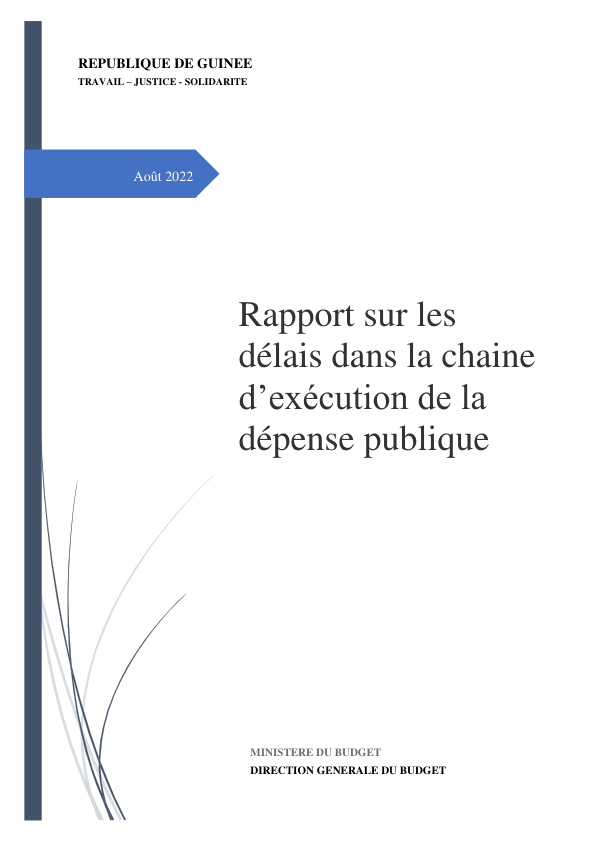 REPUBLIQUE DE GUINEE
TRAVAIL – JUSTICE - SOLIDARITE
Août 2022
Rapport sur les
délais dans la chaine
d’exécution de la
dépense publique
MINISTERE DU BUDGET
DIRECTION GENERALE DU BUDGET